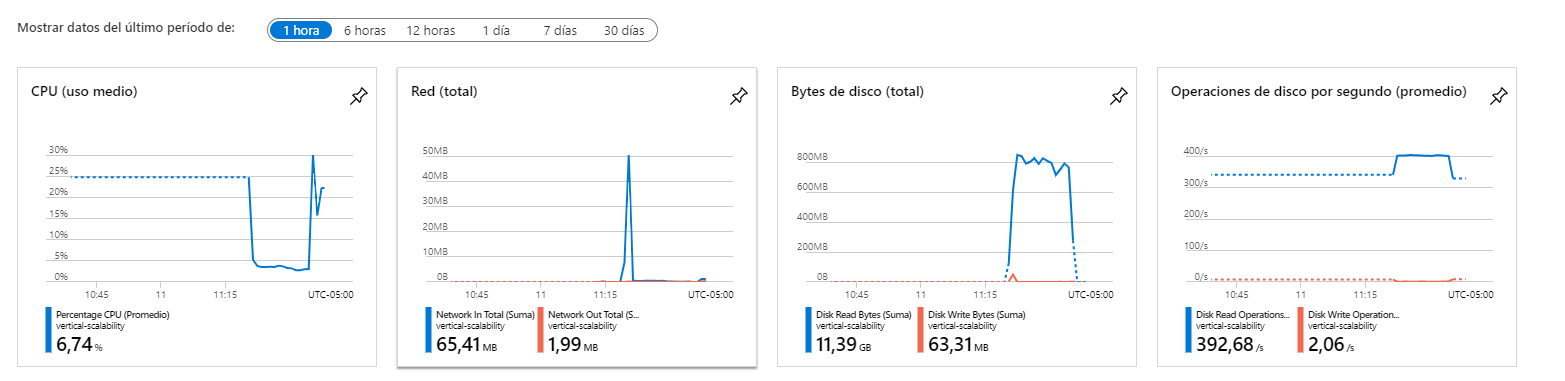 Mostrar datos del último período de:
1 hora
6 horas
12 horas
1 día
7 días
30 días
CPU (uso medio)
30%
25%
20%
15%
10%
5%
0%
10:45
11
11:15
UTC-05:00
Percentage CPU (Promedio)
vertical-scalability
6,74 %
Red (total)
50MB
40MB
30MB
20MB
10MB
0B
10:45
11
11:15
UTC-05:00
Network In Total (Suma)
vertical-scalability
65,41 MB
Network Out Total (S...
vertical-scalability
1,99 MB
Bytes de disco (total)
800MB
600MB
400MB
200MB
0B
10:45
11
11:15
UTC-05:00
Disk Read Bytes (Suma)
vertical-scalability
11,39 GB
Disk Write Bytes (Suma)
vertical-scalability
63,31 MB
Operaciones de disco por segundo (promedio)
400/s
300/s
200/s
100/s
0/s
10:45
11
11:15
UTC-05:00
Disk Read Operations...
vertical-scalability
392,68 /s
Disk Write Operation...
vertical-scalability
2,06 /s